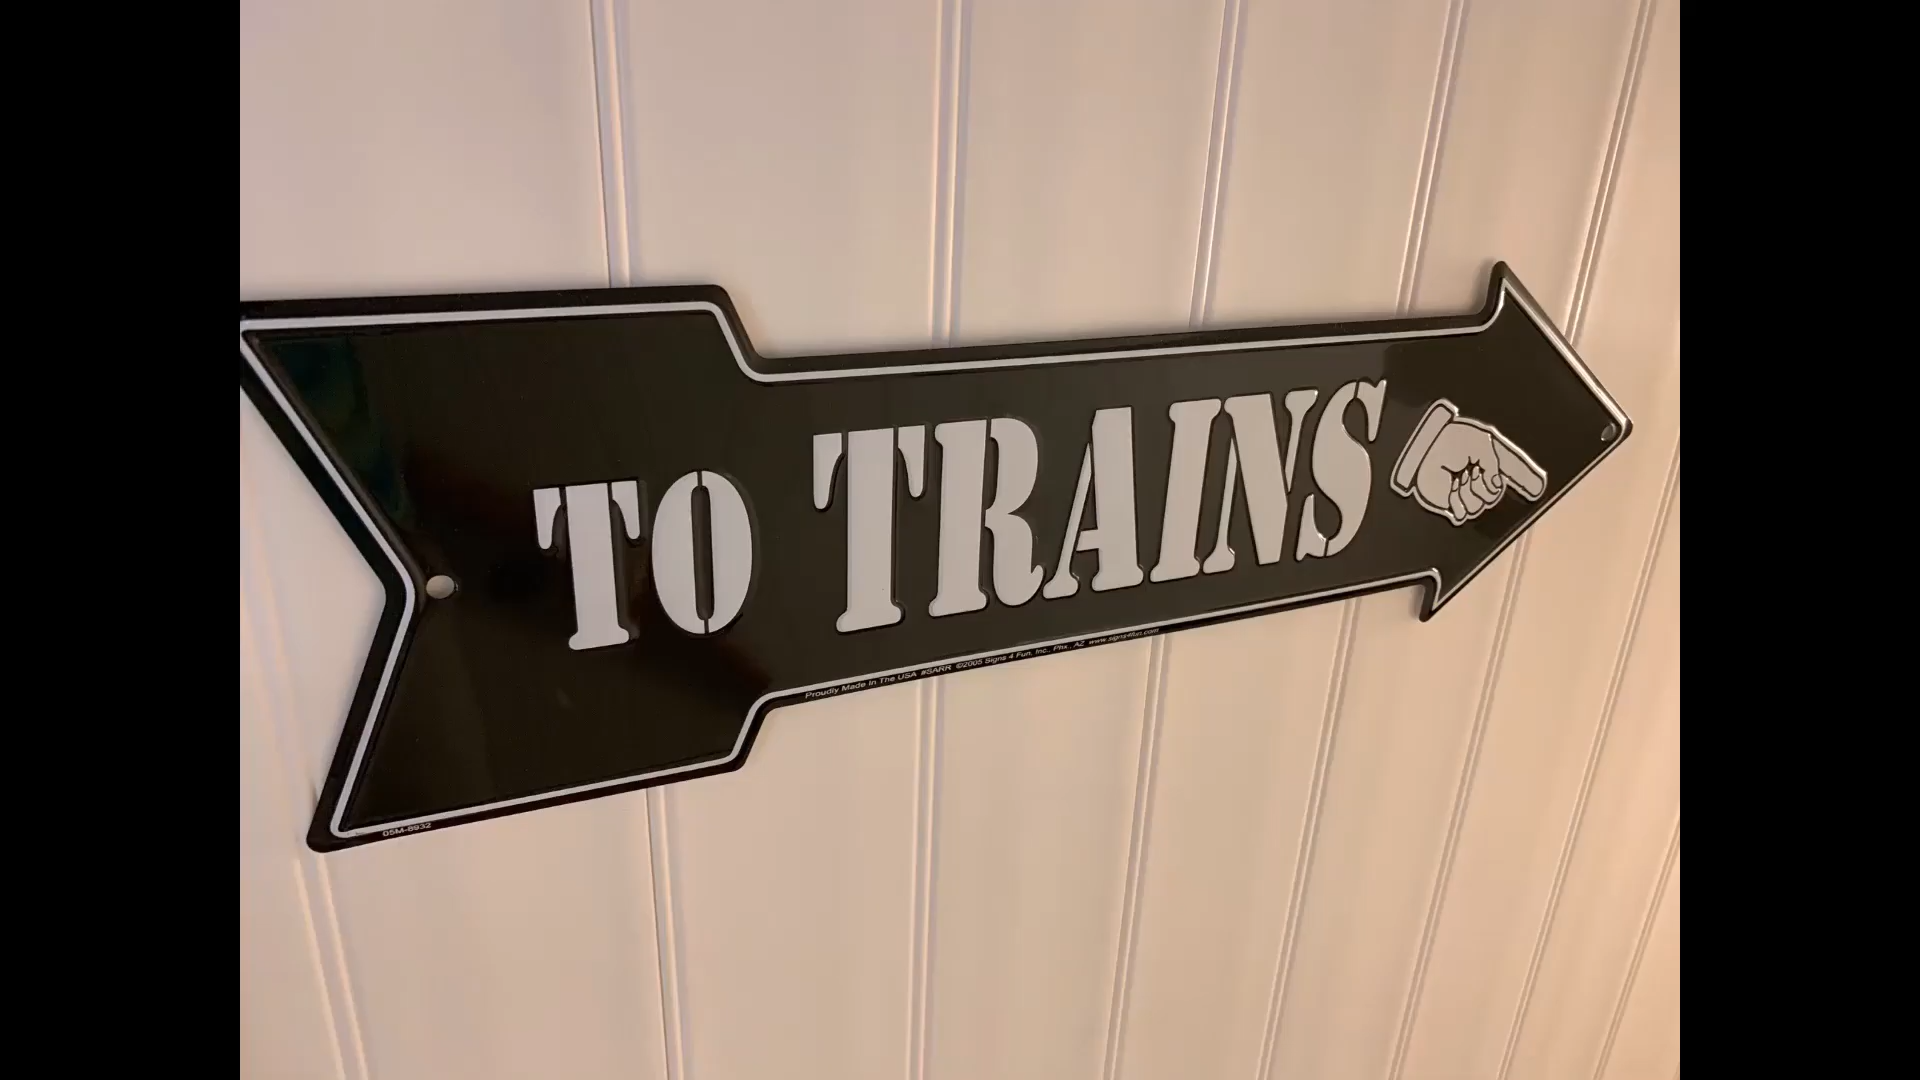 TO TRAINS
Proudly Made In The USA #SARR ©2005 Signs 4 Fun, Inc., Phx., AZ www.signs4fun.com
05M-8932